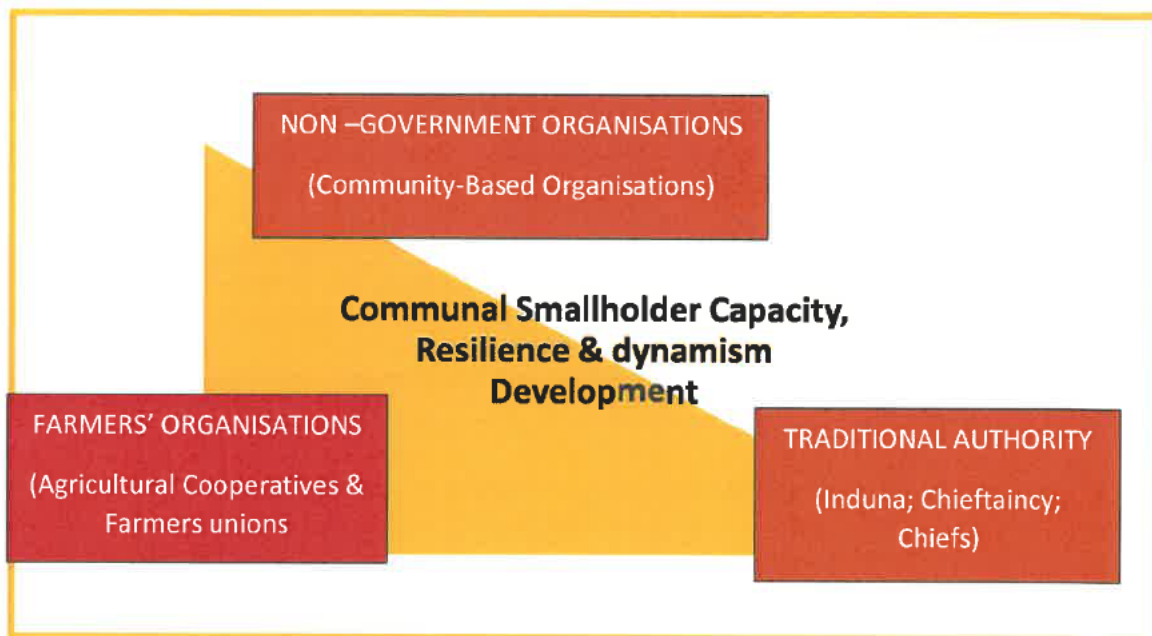 NON –GOVERNMENT ORGANISATIONS
(Community-Based Organisations)
Communal Smallholder Capacity,
Resilience & dynamism
Development
FARMERS' ORGANISATIONS
(Agricultural Cooperatives &
Farmers unions
TRADITIONAL AUTHORITY
(Induna; Chieftaincy;
Chiefs)